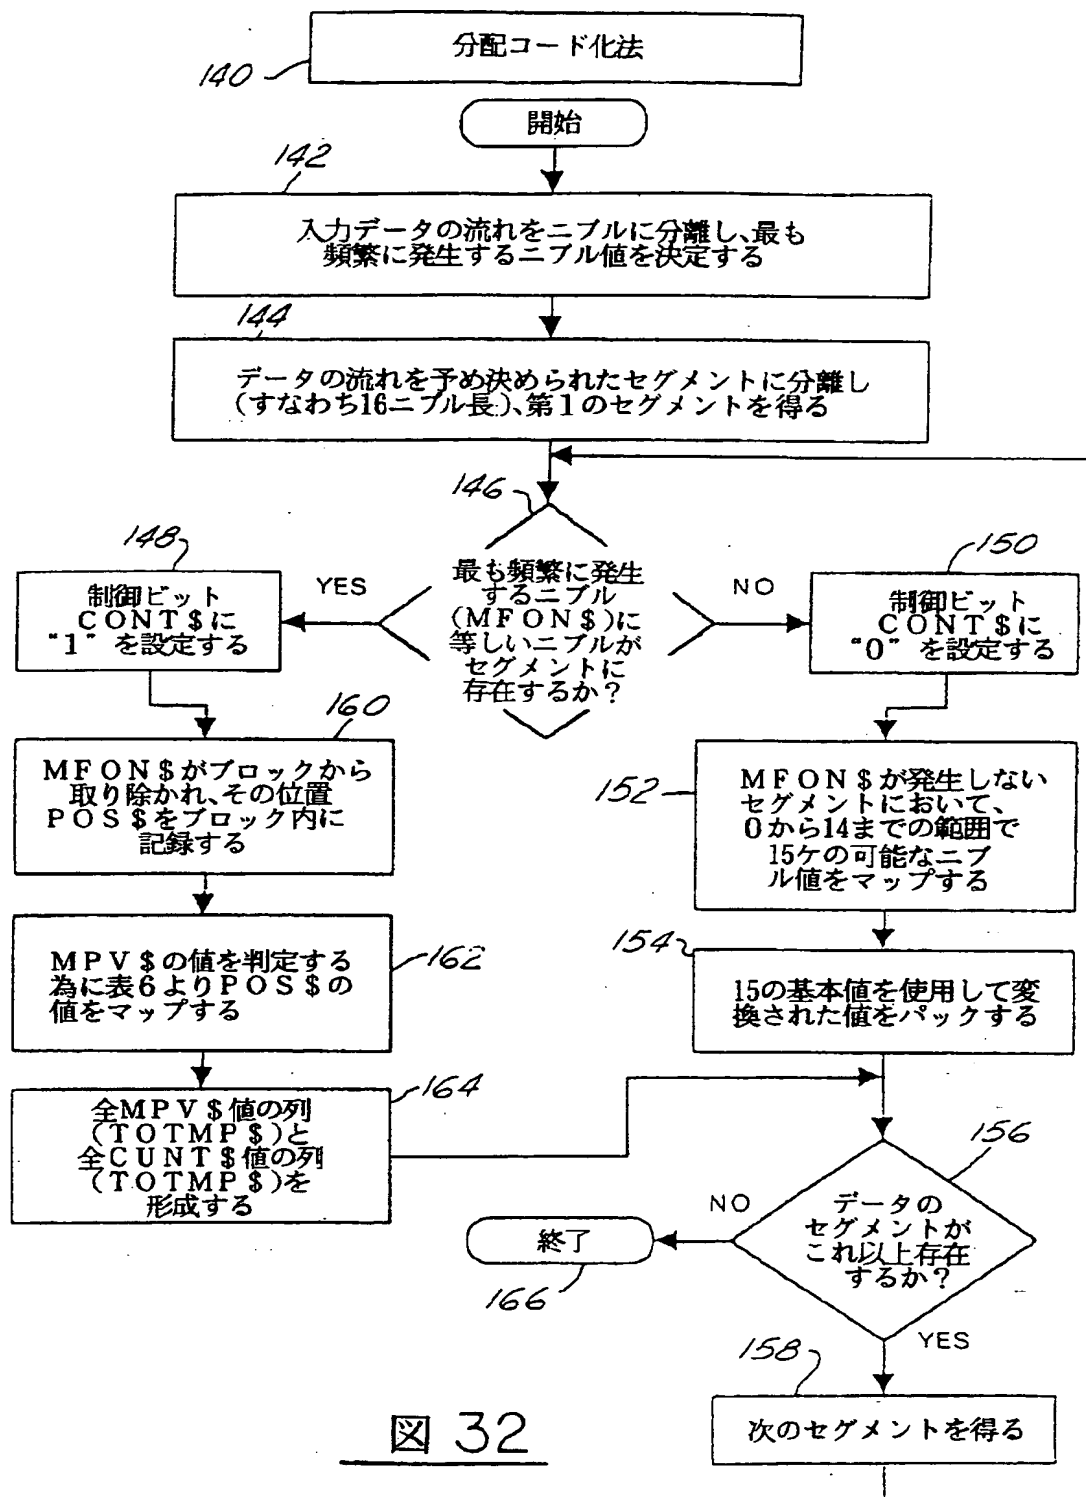 分配コード化法
140
開始
142
入力データの流れをニブルに分離し、最も
頻繁に発生するニブル値を決定する
144
データの流れを予め決められたセグメントに分離し
(すなわち16ニブル長)、第1のセグメントを得る
146
最も頻繁に発生
するニブル
(MFON$)に
等しいニブルが
セグメントに
存在するか?
YES
NO
148
制御ビット
CONT$に
“1”を設定する
150
制御ビット
CONT$に
“0”を設定する
160
MFON$がブロックから
取り除かれ、その位置
POS$をブロック内に
記録する
152
MFON$が発生しない
セグメントにおいて、
0から14までの範囲で
15ケの可能なニブ
ル値をマップする
162
MPV$の値を判定する
為に表6よりPOS$の
値をマップする
154
15の基本値を使用して変
換された値をパックする
164
全MPV$値の列
(TOTMP$)と
全CUNT$値の列
(TOTMP$)を
形成する
156
データの
セグメントが
これ以上存在
するか?
NO
終了
166
YES
158
次のセグメントを得る
図 32